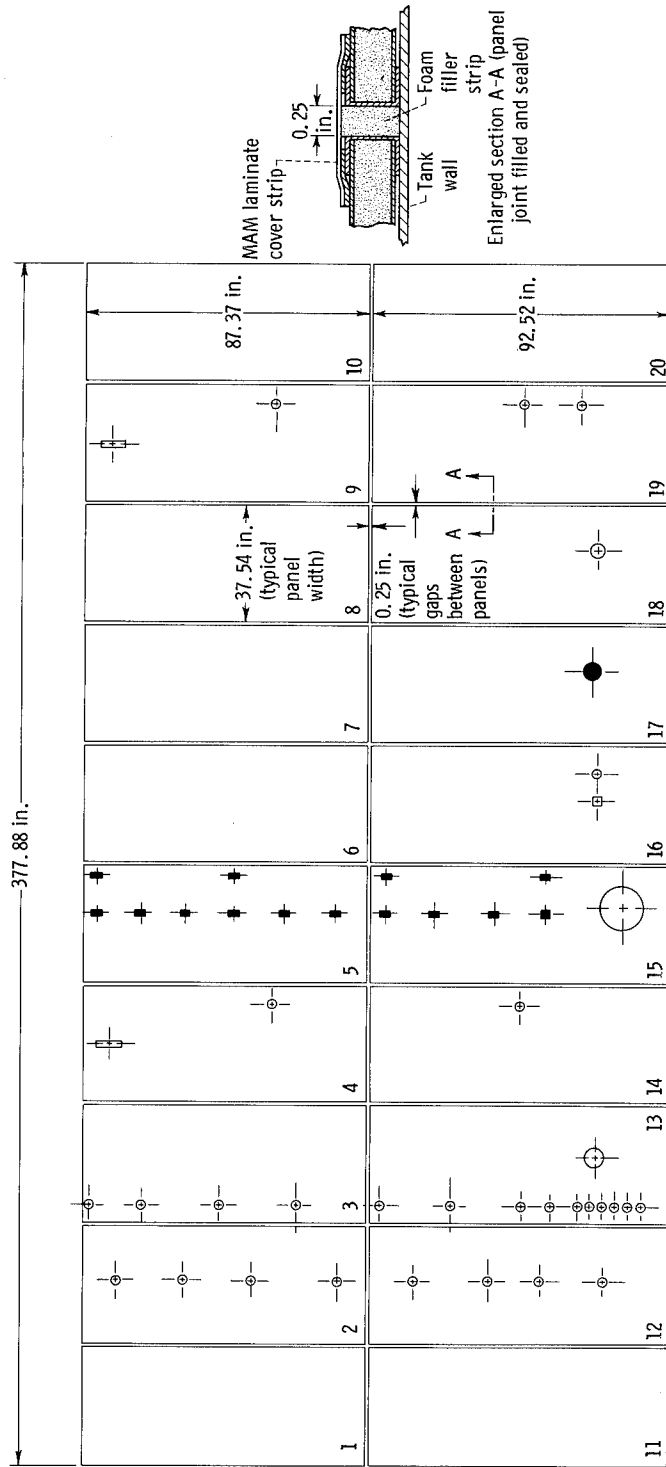 377.88 in.
1
2
3
4
5
6
7
8
9
10
37.54 in.
(typical
panel
width)
87.37 in.
11
12
13
14
15
16
17
18
19
20
0.25 in.
(typical
gaps
between
panels)
A
A
92.52 in.
MAM laminate
cover strip
0.25
in.
Tank
wall
Foam
filler
strip
Enlarged section A-A (panel
joint filled and sealed)